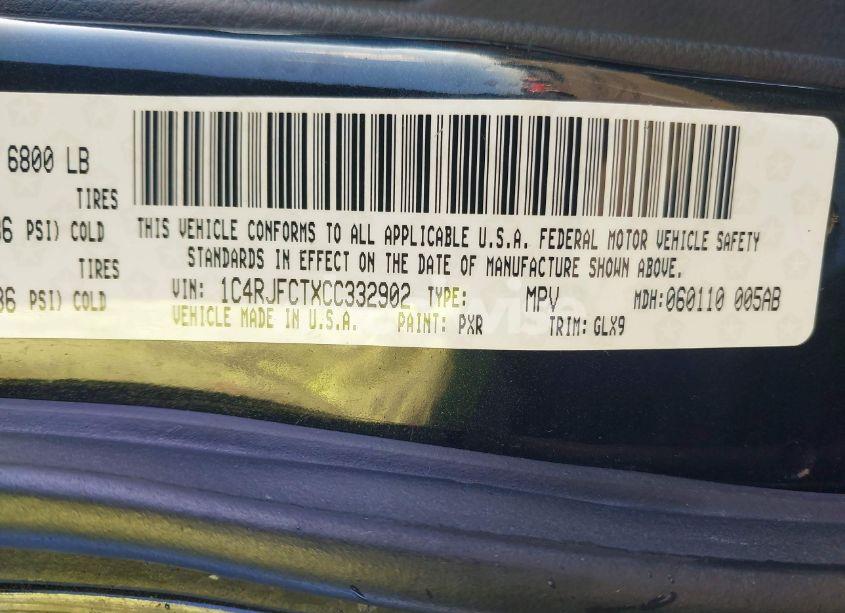 6800 LB
TIRES
36 PSI) COLD
TIRES
36 PSI) COLD
THIS VEHICLE CONFORMS TO ALL APPLICABLE U.S.A. FEDERAL MOTOR VEHICLE SAFETY
STANDARDS IN EFFECT ON THE DATE OF MANUFACTURE SHOWN ABOVE.
VIN: 1C4RJFCTXCC332902 TYPE: MPV MDH:060110 005AB
VEHICLE MADE IN U.S.A. PAINT: PXR TRIM: GLX9